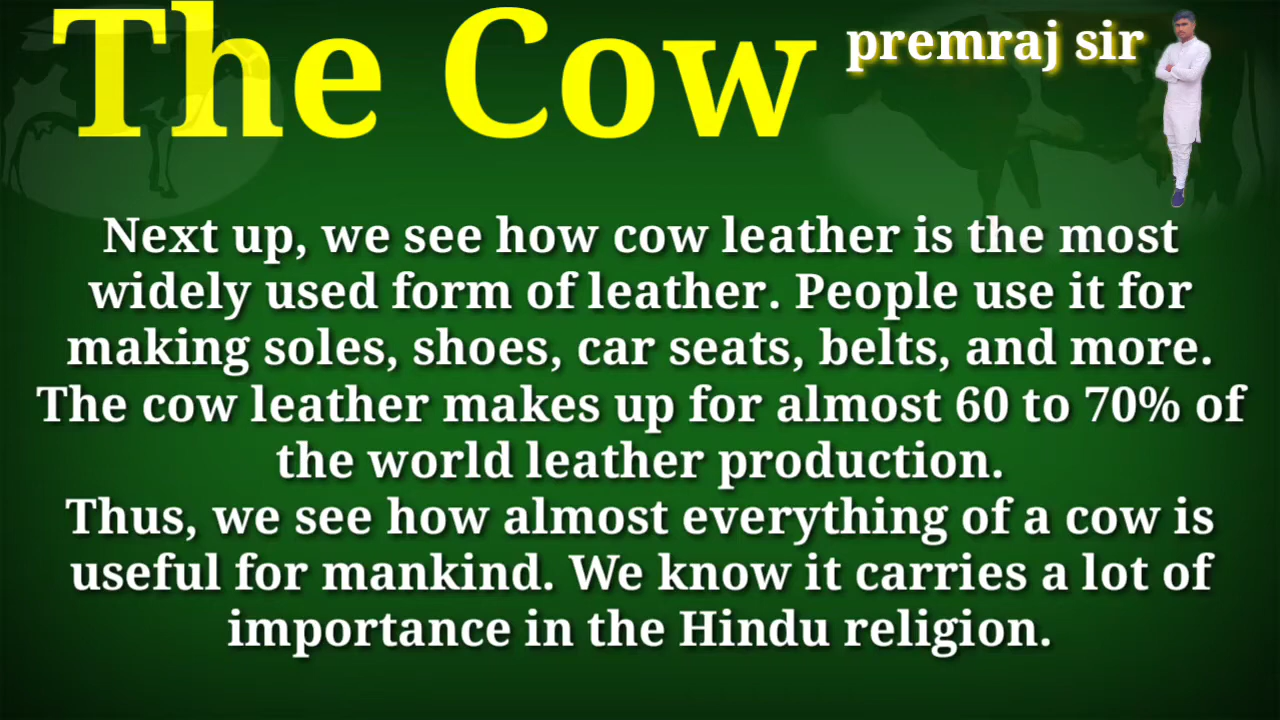 The Cow
premraj sir
Next up, we see how cow leather is the most
widely used form of leather. People use it for
making soles, shoes, car seats, belts, and more.
The cow leather makes up for almost 60 to 70% of
the world leather production.
Thus, we see how almost everything of a cow is
useful for mankind. We know it carries a lot of
importance in the Hindu religion.